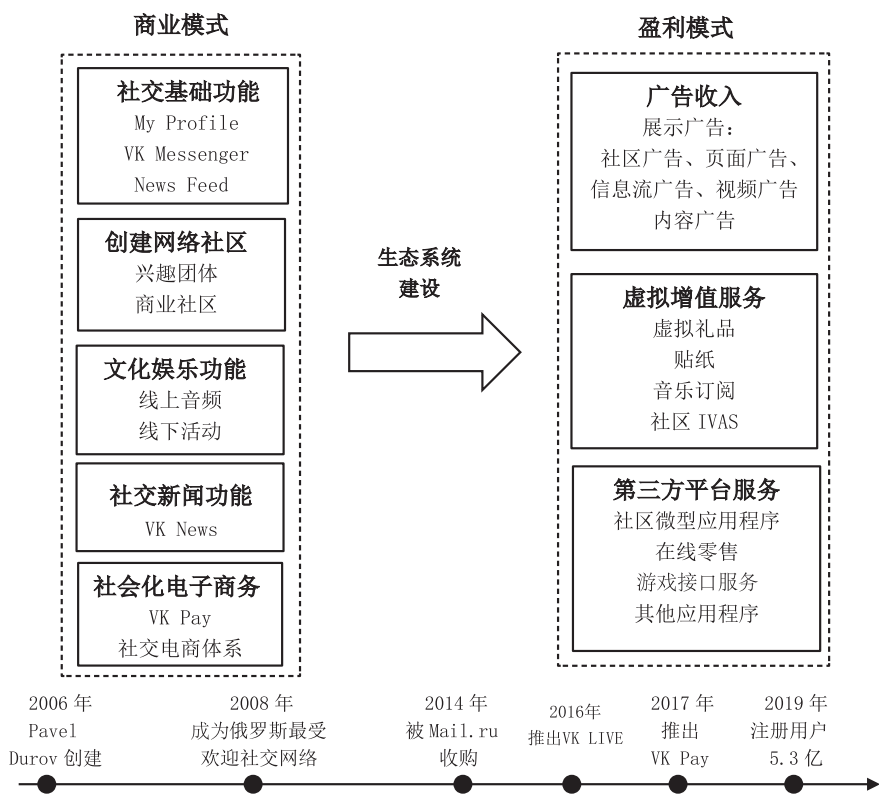 商业模式
社交基础功能
My Profile
VK Messenger
News Feed
创建网络社区
兴趣团体
商业社区
文化娱乐功能
线上音频
线下活动
社交新闻功能
VK News
社会化电子商务
VK Pay
社交电商体系
生态系统
建设
盈利模式
广告收入
展示广告：
社区广告、页面广告、
信息流广告、视频广告
内容广告
虚拟增值服务
虚拟礼品
贴纸
音乐订阅
社区 IVAS
第三方平台服务
社区微型应用程序
在线零售
游戏接口服务
其他应用程序
2006 年
Pavel
Durov 创建
2008 年
成为俄罗斯最受
欢迎社交网络
2014 年
被 Mail.ru
收购
2016年
推出VK LIVE
2017 年
推出
VK Pay
2019 年
注册用户
5.3 亿